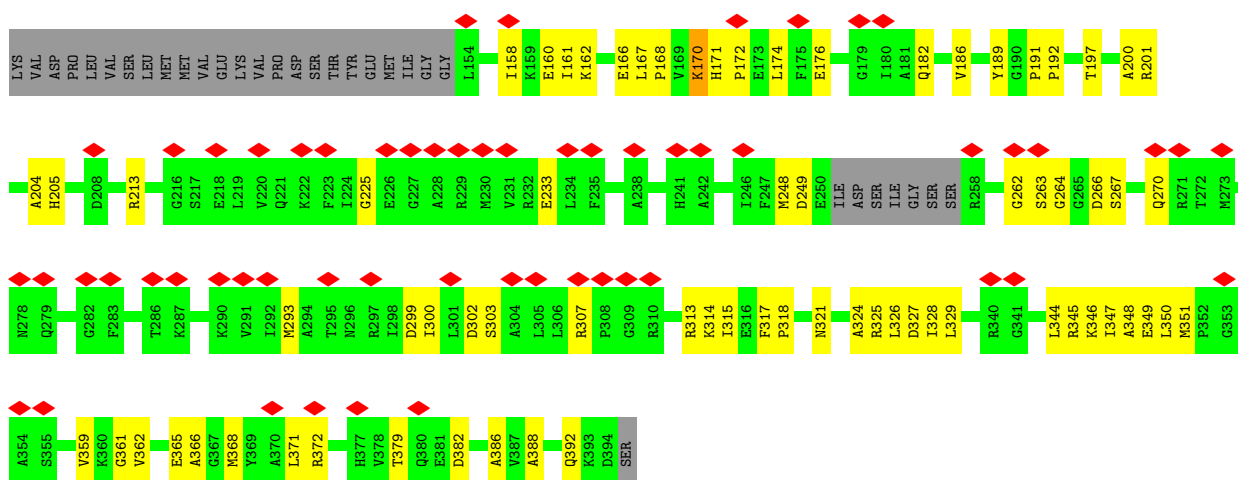 LYS VAL ASP PRO LEU VAL SER LEU MET MET VAL GLU LYS VAL PRO ASP SER THR TYR GLU MET ILE GLY GLY L154 I158 K159 E160 I161 K162 E166 L167 P168 V169 K170 H171 P172 E173 L174 F175 E176 G179 I180 A181 Q182 V186 Y189 G190 P191 P192 T197 A200 R201
A204 H205 D208 R213 G216 S217 E218 L219 V220 Q221 K222 F223 I224 G225 E226 G227 A228 R229 M230 V231 R232 E233 L234 F235 A238 H241 A242 I246 F247 M248 D249 E250 ILE ASP SER ILE GLY SER SER R258 G262 S263 G264 G265 D266 S267 Q270 R271 T272 M273
N278 Q279 G282 F283 T286 K287 K290 V291 I292 M293 A294 T295 N296 R297 I298 D299 I300 L301 D302 S303 A304 L305 L306 R307 P308 G309 R310 R313 K314 I315 E316 F317 P318 N321 A324 R325 L326 D327 I328 L329 R340 G341 L344 R345 K346 I347 A348 E349 L350 M351 P352 G353
A354 S355 V359 K360 G361 V362 E365 A366 G367 M368 Y369 A370 L371 R372 H377 V378 T379 Q380 E381 D382 A386 V387 A388 Q392 K393 D394 SER